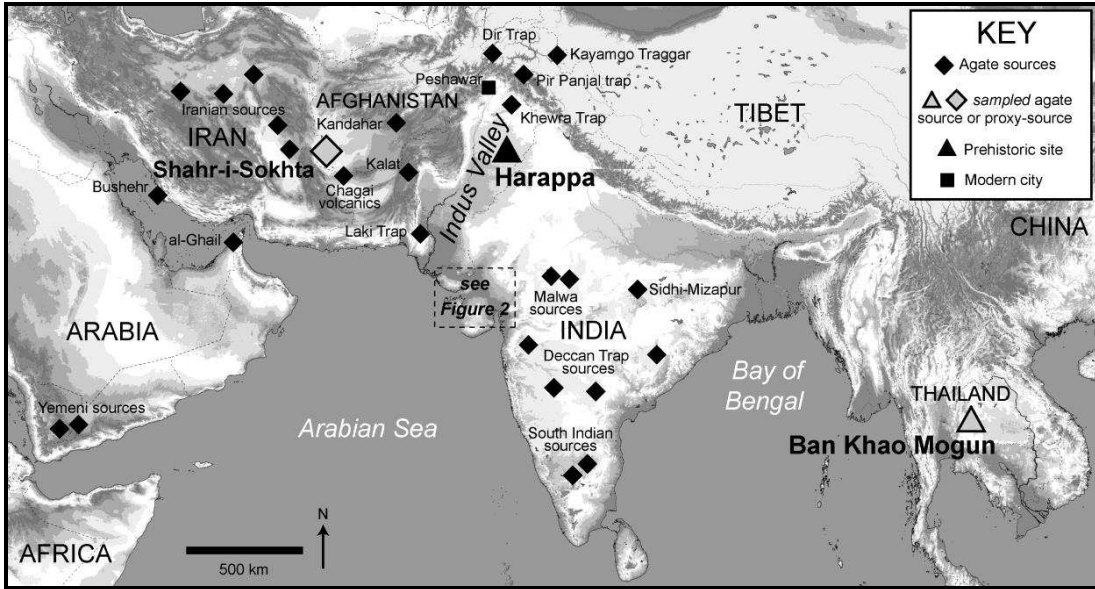 Dir Trap
Kayamgo Traggar
Peshawar
Pir Panjal trap
Iranian sources
AFGHANISTAN
Khewra Trap
TIBET
IRAN
Kandahar
Shahr-i-Sokhta
Kalat
Indus Valley
Harappa
Bushehr
Chagai
volcanics
al-Ghail
Laki Trap
CHINA
see
Figure 2
Malwa
sources
Sidhi-Mizapur
ARABIA
INDIA
Deccan Trap
sources
Bay of
Bengal
THAILAND
Yemeni sources
Arabian Sea
South Indian
sources
Ban Khao Mogun
AFRICA
500 km
N
KEY
Agate sources
sampled agate
source or proxy-source
Prehistoric site
Modern city